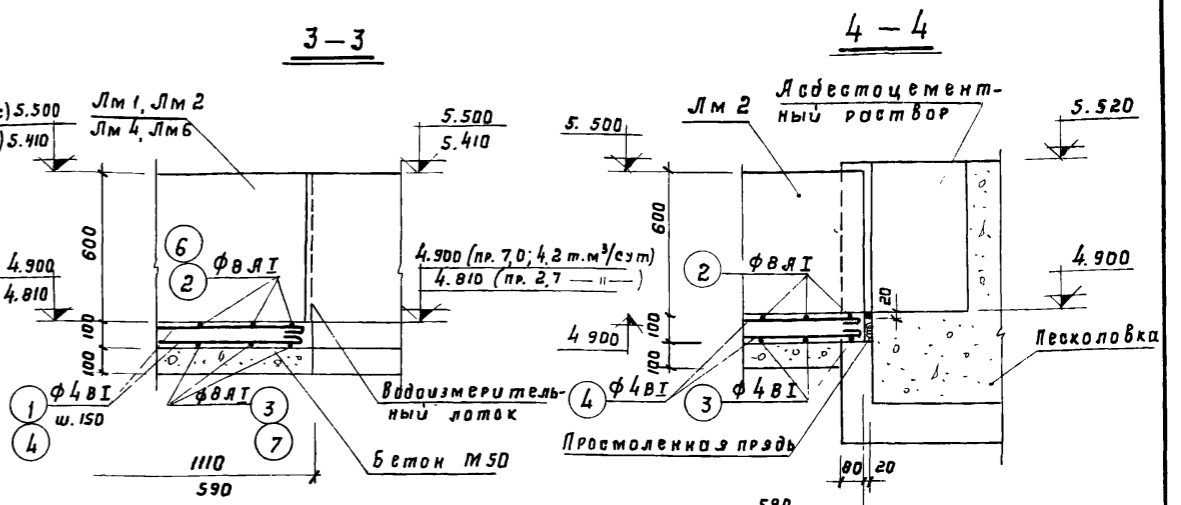 3-3
4-4
) 5.500
) 5.410
Лм 1, Лм 2
Лм 4, Лм6
5.500
5.410
600
4.900
4.810
6
2
ф8АI
4.900 (пр. 7,0; 4,2 т.м³/сут)
4.810 (пр. 2,7 — ıı —)
100
100
1
4
ф4ВI
ш. 150
ф8АI
3
7
Водоизмеритель-
ный лоток
Бетон М50
1110
590
5.500
Лм 2
Асбестоцемент-
ный раствор
5.520
600
2
ф8АI
4.900
20
4 900
100
100
Песколовка
4
ф4ВI
3
ф4ВI
Просмоленная прядь
80
20
590